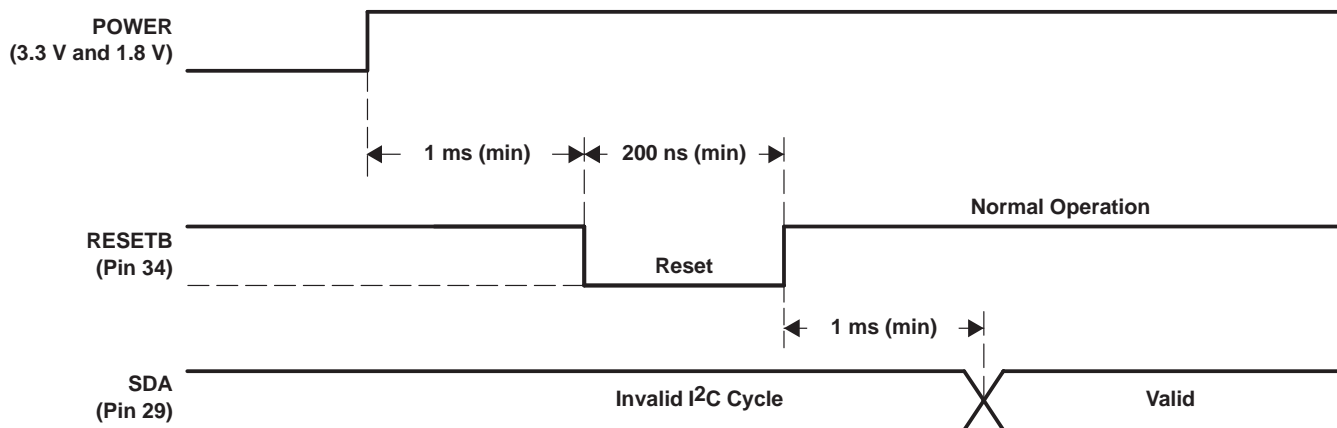 POWER
(3.3 V and 1.8 V)
1 ms (min)
200 ns (min)
Normal Operation
RESETB
(Pin 34)
Reset
1 ms (min)
SDA
(Pin 29)
Invalid I2C Cycle
Valid